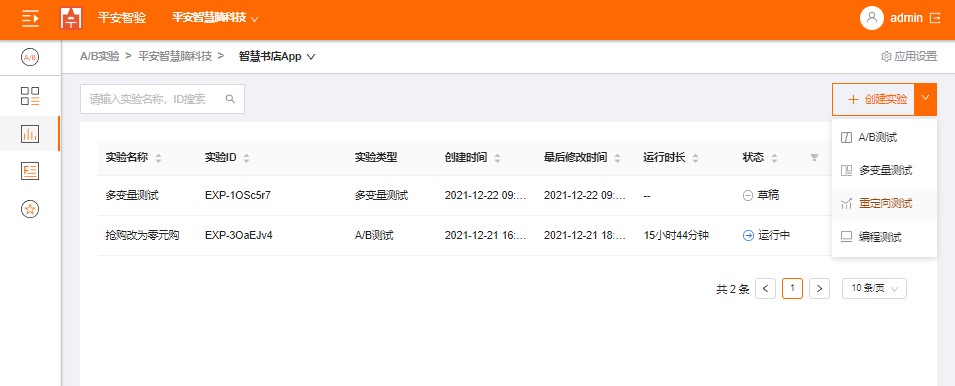 平安智验 平安智慧脑科技 admin
A/B实验 > 平安智慧脑科技 > 智慧书店App 应用设置
请输入实验名称，ID搜索 + 创建实验
A/B测试
多变量测试
重定向测试
编程测试
实验名称 实验ID 实验类型 创建时间 最后修改时间 运行时长 状态
多变量测试 EXP-1OSc5r7 多变量测试 2021-12-22 09:... 2021-12-22 09:... -- 草稿
抢购改为零元购 EXP-3OaEJv4 A/B测试 2021-12-21 16:... 2021-12-21 18:... 15小时44分钟 运行中
共 2 条 < 1 > 10 条/页